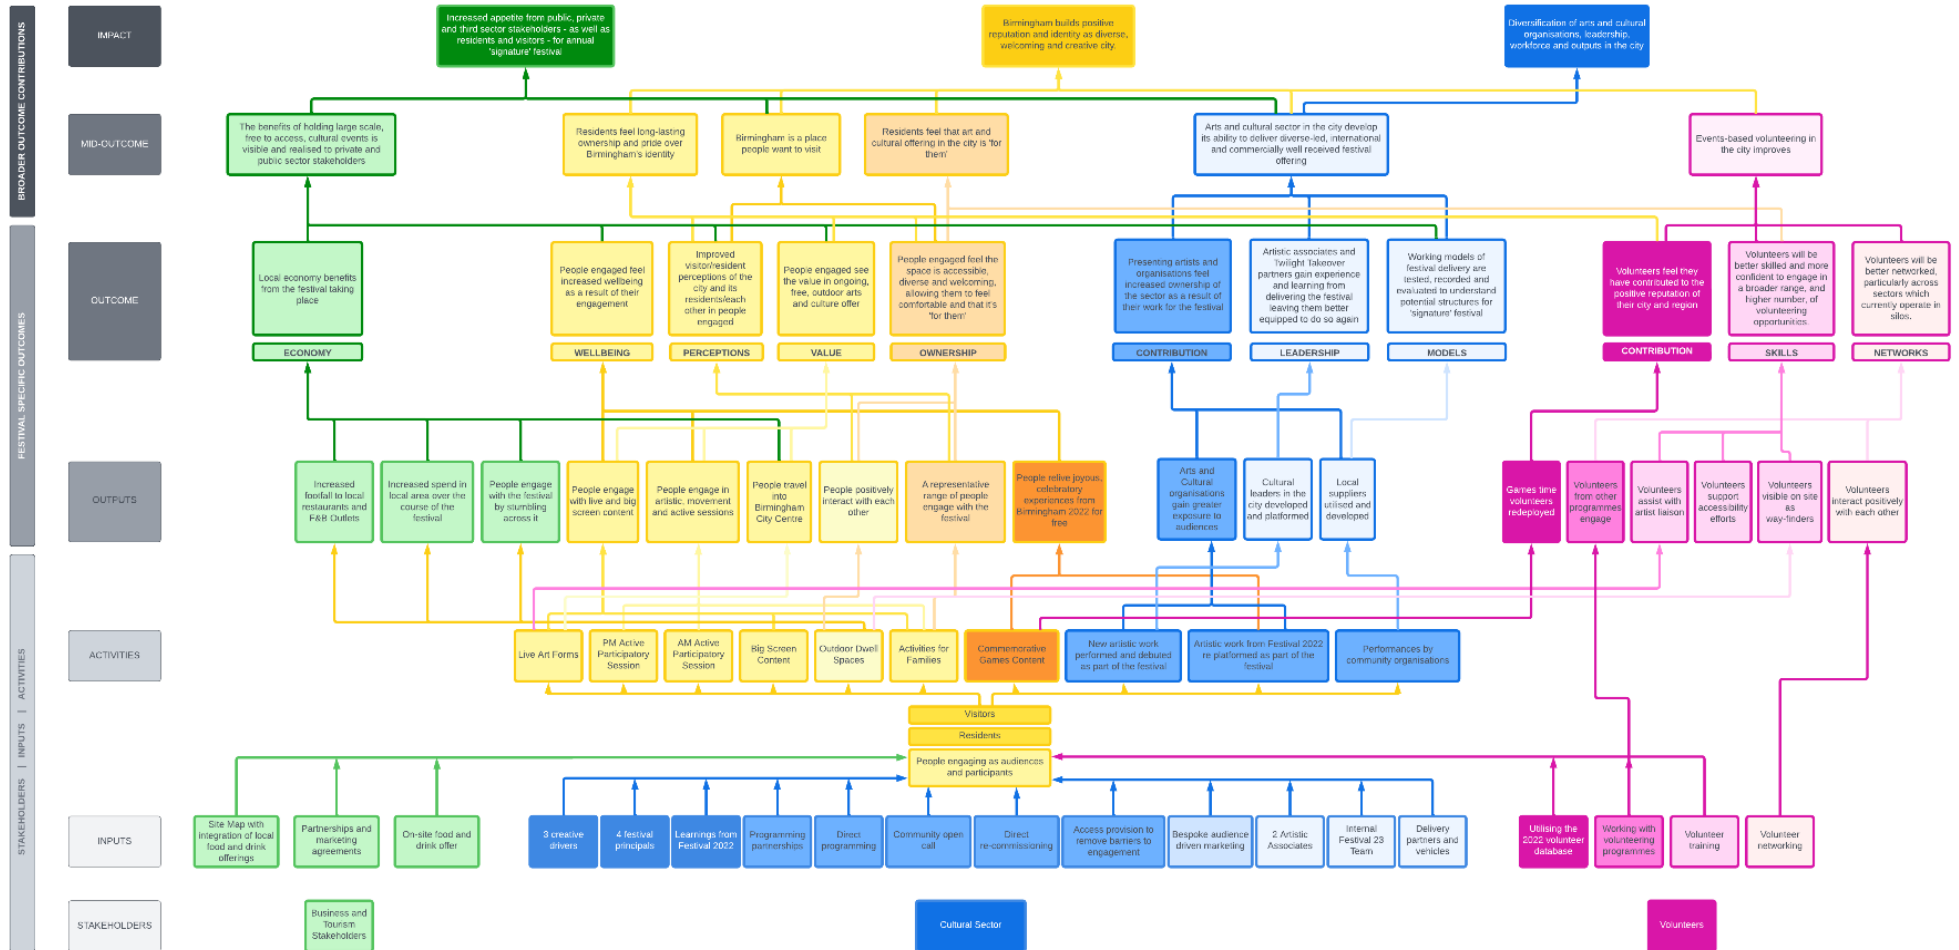 BROADER OUTCOME CONTRIBUTIONS
IMPACT
Increased appetite from public, private
and third sector stakeholders - as well as
residents and visitors - for annual
'signature' festival
Birmingham builds positive
reputation and identity as diverse,
welcoming and creative city.
Diversification of arts and cultural
organisations, leadership,
workforce and outputs in the city
MID-OUTCOME
The benefits of holding large scale,
free to access, cultural events is
visible and realised to private and
public sector stakeholders
Residents feel long-lasting
ownership and pride over
Birmingham's identity
Birmingham is a place
people want to visit
Residents feel that art and
cultural offering in the city is 'for
them'
Arts and cultural sector in the city develop
its ability to deliver diverse-led, international
and commercially well received festival
offering
Events-based volunteering in
the city improves
FESTIVAL SPECIFIC OUTCOMES
OUTCOME
Local economy benefits
from the festival taking
place
People engaged feel
increased wellbeing
as a result of their
engagement
Improved
visitor/resident
perceptions of the
city and its
residents/each
other in people
engaged
People engaged see
the value in ongoing,
free, outdoor arts
and culture offer
People engaged feel the
space is accessible,
diverse and welcoming,
allowing them to feel
comfortable and that it's
'for them'
Presenting artists and
organisations feel
increased ownership of
the sector as a result of
their work for the festival
Artistic associates and
Twilight Takeover
partners gain experience
and learning from
delivering the festival
leaving them better
equipped to do so again
Working models of
festival delivery are
tested, recorded and
evaluated to understand
potential structures for
'signature' festival
Volunteers feel they
have contributed to the
positive reputation of
their city and region
Volunteers will be
better skilled and more
confident to engage in
a broader range, and
higher number, of
volunteering
opportunities.
Volunteers will be
better networked,
particularly across
sectors which
currently operate in
silos.
ECONOMY
WELLBEING
PERCEPTIONS
VALUE
OWNERSHIP
CONTRIBUTION
LEADERSHIP
MODELS
CONTRIBUTION
SKILLS
NETWORKS
OUTPUTS
Increased
footfall to local
restaurants and
F&B Outlets
Increased spend in
local area over the
course of the
festival
People engage
with the festival
by stumbling
across it
People engage
with live and big
screen content
People engage in
artistic, movement
and active sessions
People travel
into
Birmingham
City Centre
People positively
interact with each
other
A representative
range of people
engage with the
festival
People relive joyous,
celebratory
experiences from
Birmingham 2022 for
free
Arts and
Cultural
organisations
gain greater
exposure to
audiences
Cultural
leaders in the
city developed
and platformed
Local
suppliers
utilised and
developed
Games time
volunteers
redeployed
Volunteers
from other
programmes
engage
Volunteers
assist with
artist liaison
Volunteers
support
accessibility
efforts
Volunteers
visible on site
as
way-finders
Volunteers
interact positively
with each other
STAKEHOLDERS | INPUTS | ACTIVITIES
ACTIVITIES
Live Art Forms
PM Active
Participatory
Session
AM Active
Participatory
Session
Big Screen
Content
Outdoor Dwell
Spaces
Activities for
Families
Commemorative
Games Content
New artistic work
performed and debuted
as part of the festival
Artistic work from Festival 2022
re platformed as part of the
festival
Performances by
community organisations
Visitors
Residents
People engaging as audiences
and participants
INPUTS
Site Map with
integration of local
food and drink
offerings
Partnerships and
marketing
agreements
On-site food and
drink offer
3 creative
drivers
4 festival
principals
Learnings from
Festival 2022
Programming
partnerships
Direct
programming
Community open
call
Direct
re-commissioning
Access provision to
remove barriers to
engagement
Bespoke audience
driven marketing
2 Artistic
Associates
Internal
Festival 23
Team
Delivery
partners and
vehicles
Utilising the
2022 volunteer
database
Working with
volunteering
programmes
Volunteer
training
Volunteer
networking
STAKEHOLDERS
Business and
Tourism
Stakeholders
Cultural Sector
Volunteers